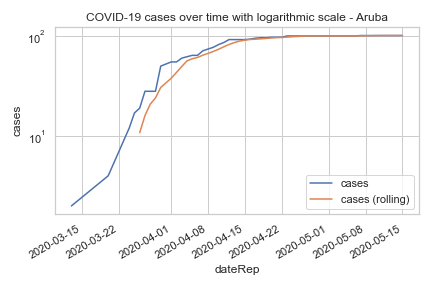 COVID-19 cases over time with logarithmic scale - Aruba
10²
10¹
cases
cases
cases (rolling)
2020-03-15
2020-03-22
2020-04-01
2020-04-08
2020-04-15
2020-04-22
2020-05-01
2020-05-08
2020-05-15
dateRep